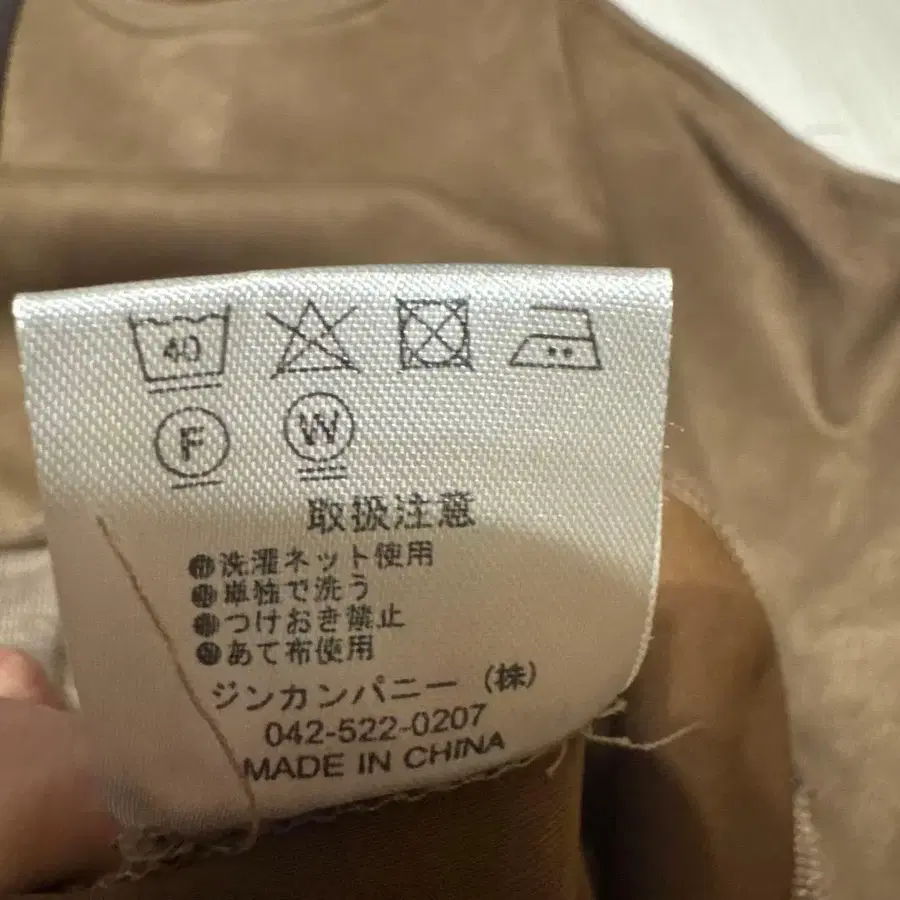 40
F W
取扱注意
●洗濯ネット使用
●単独で洗う
●つけおき禁止
●あて布使用
ジンカンパニー（株）
042-522-0207
MADE IN CHINA